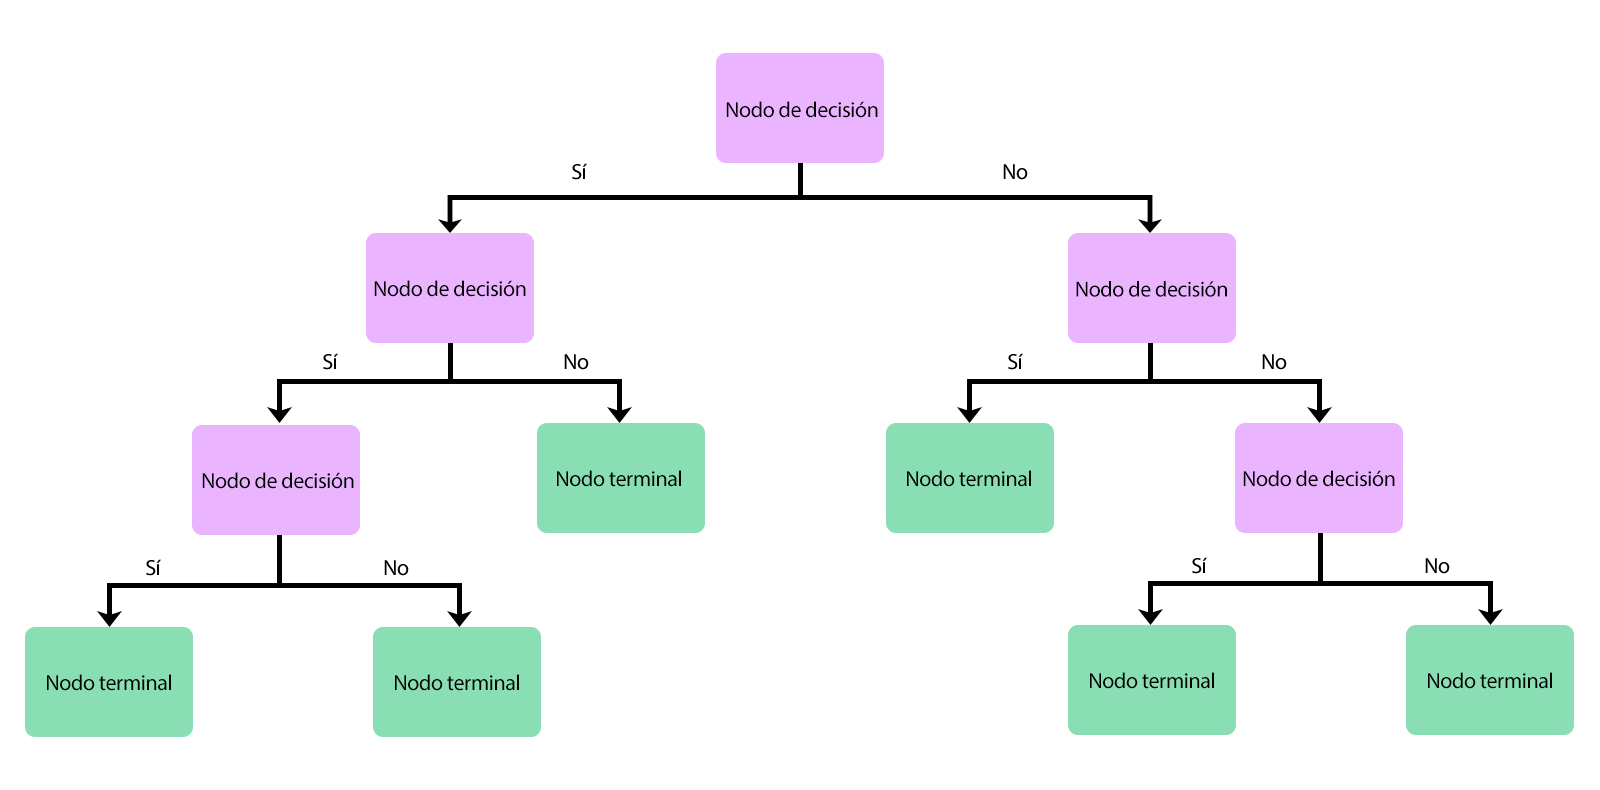 Nodo de decisión
Sí
No
Nodo de decisión
Nodo de decisión
Sí
No
Sí
No
Nodo de decisión
Nodo terminal
Nodo terminal
Nodo de decisión
Sí
No
Sí
No
Nodo terminal
Nodo terminal
Nodo terminal
Nodo terminal